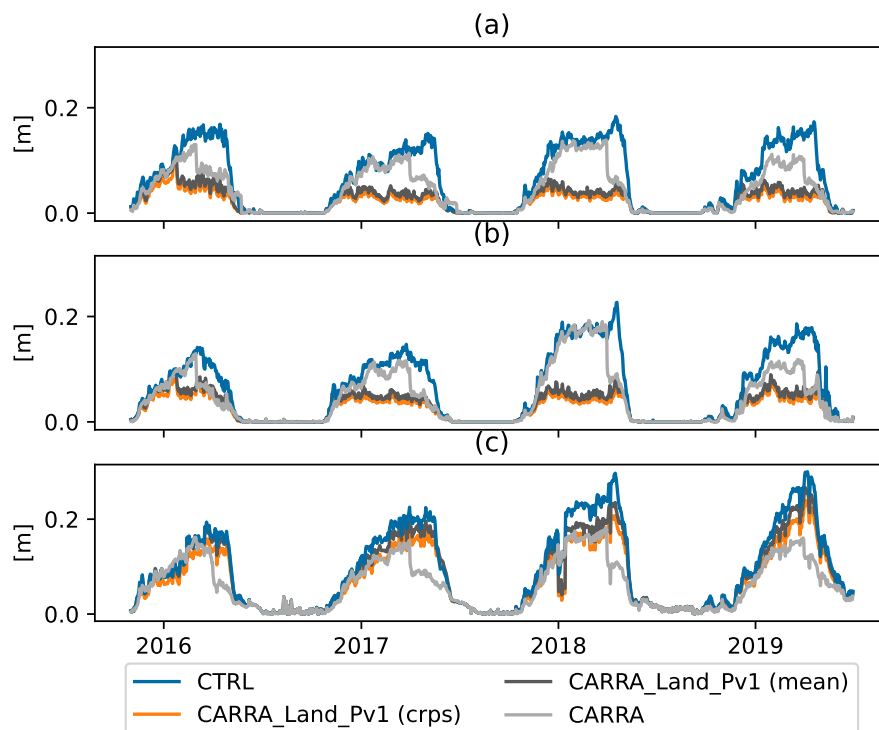 (a)
[m]
0.2
0.0
(b)
[m]
0.2
0.0
(c)
[m]
0.2
0.0
2016 2017 2018 2019
CTRL CARRA_Land_Pv1 (mean)
CARRA_Land_Pv1 (crps) CARRA